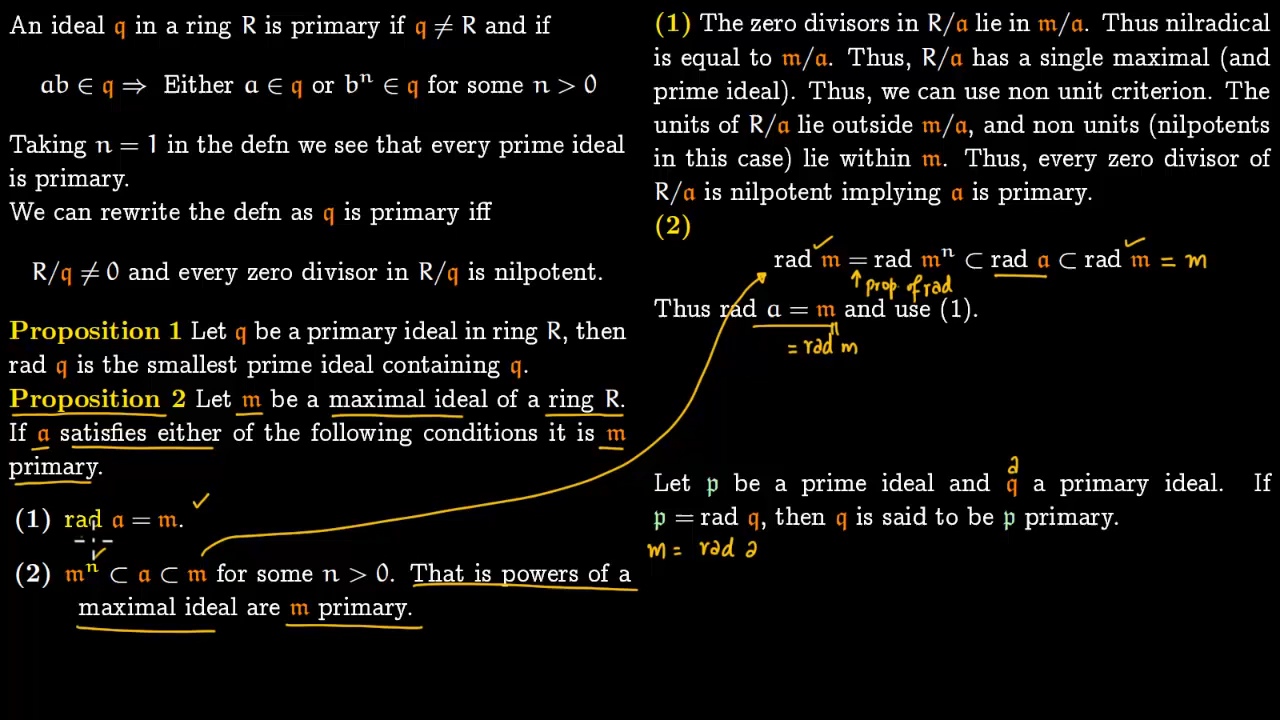 An ideal 𝔮 in a ring R is primary if 𝔮 ≠ R and if
ab ∈ 𝔮 ⇒ Either a ∈ 𝔮 or bⁿ ∈ 𝔮 for some n > 0
Taking n = 1 in the defn we see that every prime ideal
is primary.
We can rewrite the defn as 𝔮 is primary iff
R/𝔮 ≠ 0 and every zero divisor in R/𝔮 is nilpotent.
Proposition 1 Let 𝔮 be a primary ideal in ring R, then
rad 𝔮 is the smallest prime ideal containing 𝔮.
Proposition 2 Let 𝔪 be a maximal ideal of a ring R.
If 𝔞 satisfies either of the following conditions it is 𝔪
primary.
(1) rad 𝔞 = 𝔪. ✓
(2) 𝔪ⁿ ⊂ 𝔞 ⊂ 𝔪 for some n > 0. That is powers of a
maximal ideal are 𝔪 primary.
(1) The zero divisors in R/𝔞 lie in 𝔪/𝔞. Thus nilradical
is equal to 𝔪/𝔞. Thus, R/𝔞 has a single maximal (and
prime ideal). Thus, we can use non unit criterion. The
units of R/𝔞 lie outside 𝔪/𝔞, and non units (nilpotents
in this case) lie within 𝔪. Thus, every zero divisor of
R/𝔞 is nilpotent implying 𝔞 is primary.
(2)
rad 𝔪 = rad 𝔪ⁿ ⊂ rad 𝔞 ⊂ rad 𝔪 = m
↑ prop. of rad
Thus rad a = 𝔪 and use (1).
= rad m
a
Let 𝔭 be a prime ideal and 𝔮 a primary ideal. If
𝔭 = rad 𝔮, then 𝔮 is said to be 𝔭 primary.
m = rad a